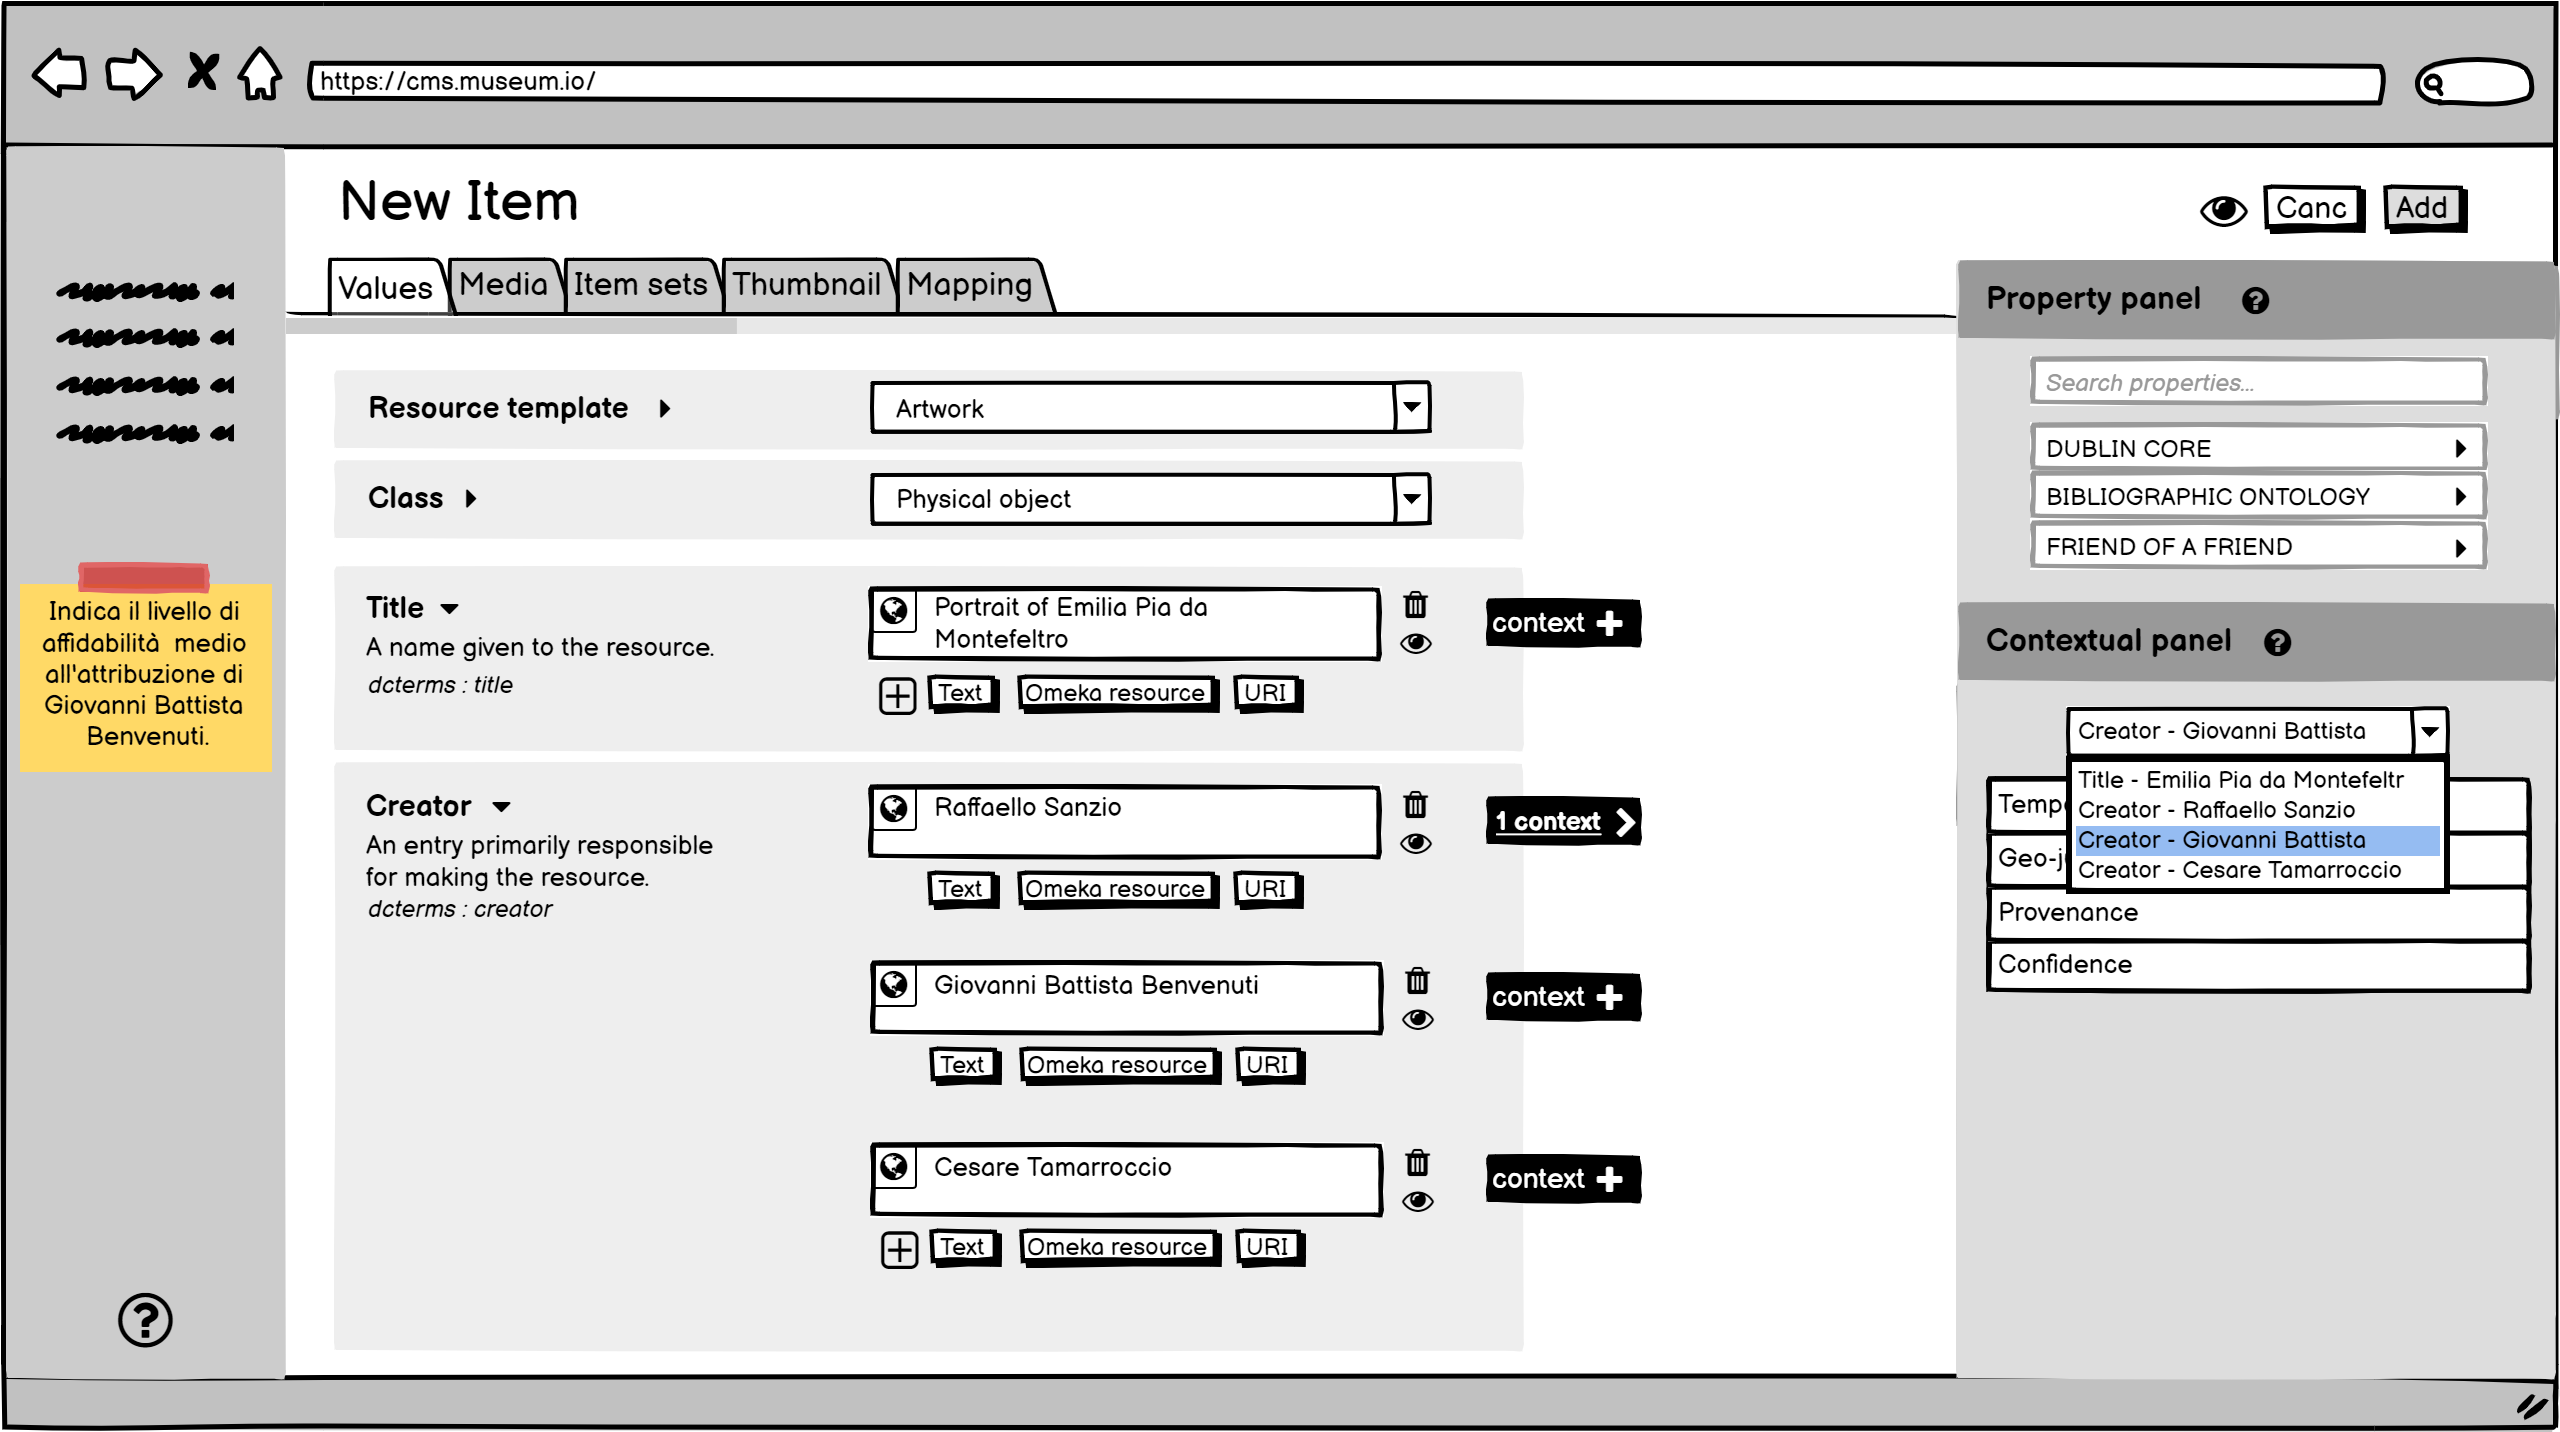 https://cms.museum.io/
New Item
Canc
Add
Values
Media
Item sets
Thumbnail
Mapping
Indica il livello di
affidabilità medio
all'attribuzione di
Giovanni Battista
Benvenuti.
Resource template
Artwork
Class
Physical object
Title
A name given to the resource.
dcterms : title
Portrait of Emilia Pia da
Montefeltro
context
Text
Omeka resource
URI
Creator
An entry primarily responsible
for making the resource.
dcterms : creator
Raffaello Sanzio
1 context
Text
Omeka resource
URI
Giovanni Battista Benvenuti
context
Text
Omeka resource
URI
Cesare Tamarroccio
context
Text
Omeka resource
URI
Property panel
Search properties...
DUBLIN CORE
BIBLIOGRAPHIC ONTOLOGY
FRIEND OF A FRIEND
Contextual panel
Creator - Giovanni Battista
Title - Emilia Pia da Montefeltr
Creator - Raffaello Sanzio
Creator - Giovanni Battista
Creator - Cesare Tamarroccio
Temp
Geo-j
Provenance
Confidence